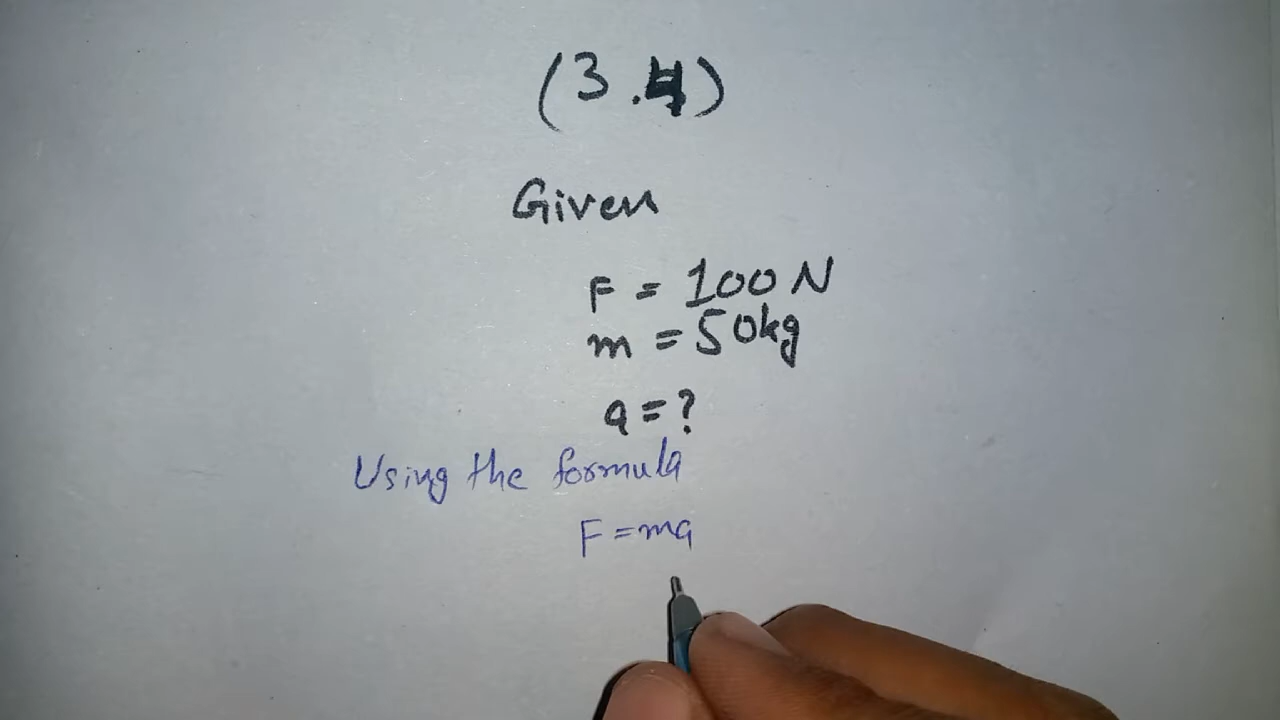 (3.4)
Given
F = 100 N
m = 50kg
a = ?
Using the formula
F = ma